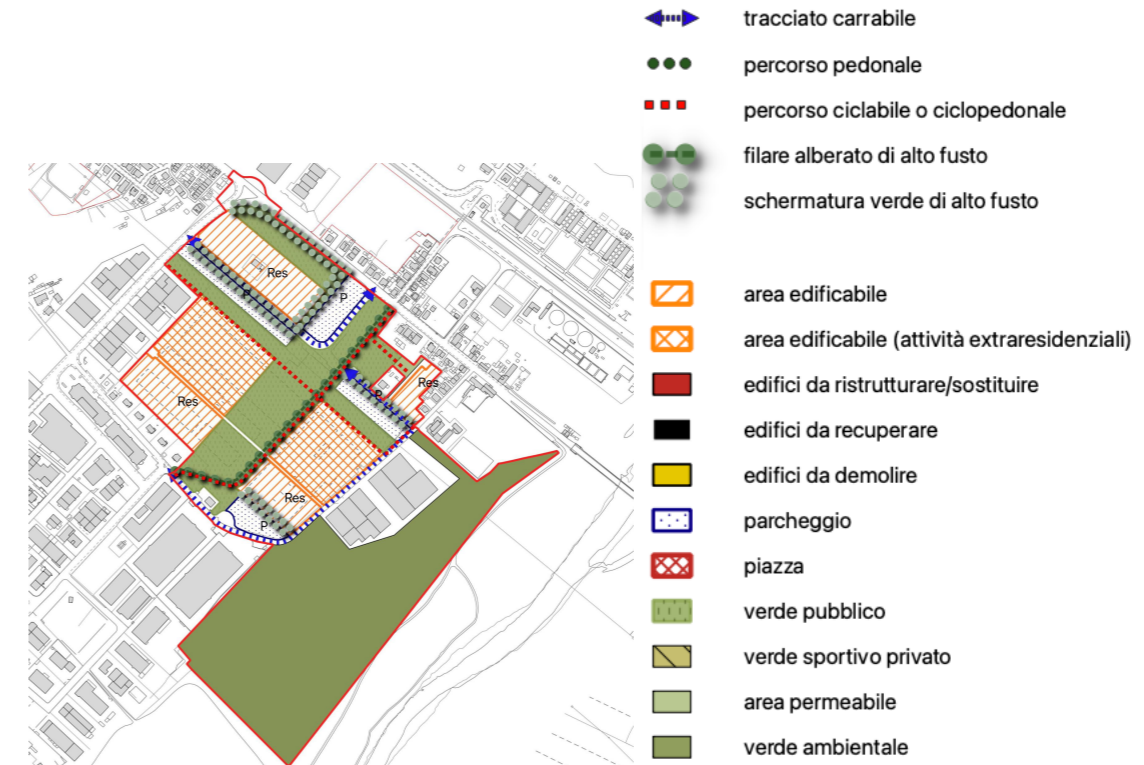 tracciato carrabile
percorso pedonale
percorso ciclabile o ciclopedonale
filare alberato di alto fusto
schermatura verde di alto fusto
area edificabile
area edificabile (attività extraresidenziali)
edifici da ristrutturare/sostituire
edifici da recuperare
edifici da demolire
parcheggio
piazza
verde pubblico
verde sportivo privato
area permeabile
verde ambientale
Res
P
P
Res
Res
Res
P